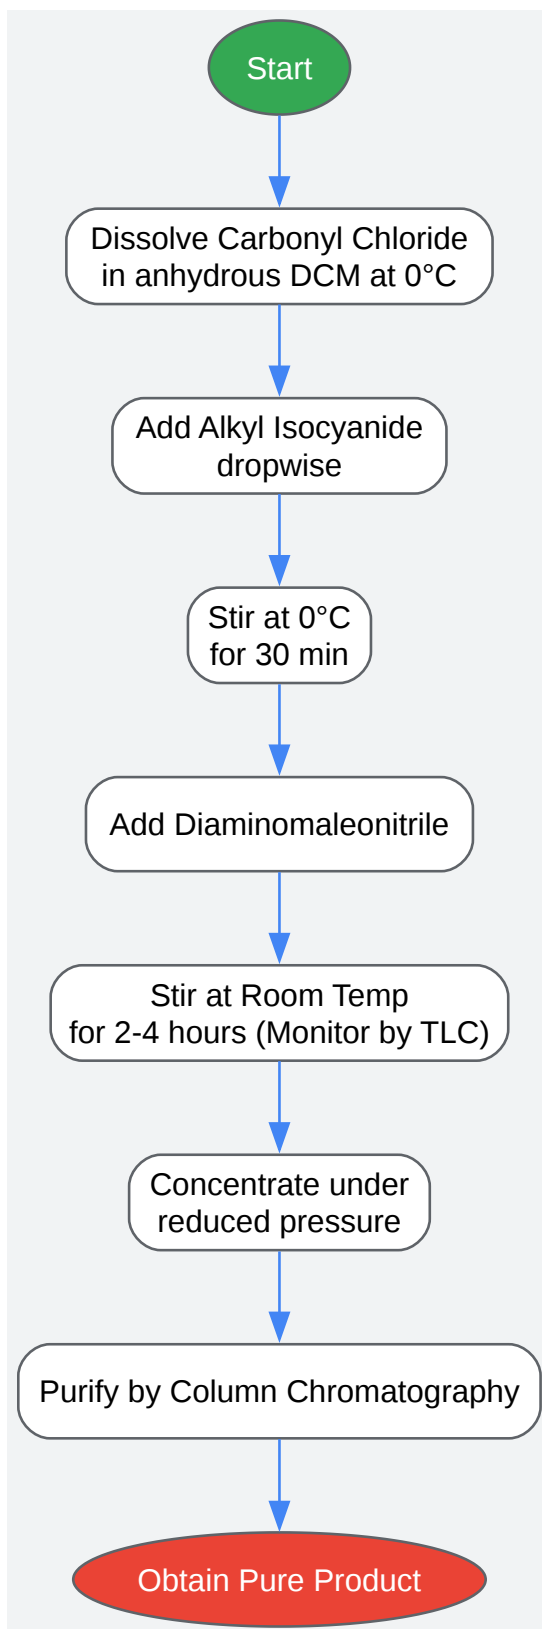 Start
Dissolve Carbonyl Chloride
in anhydrous DCM at 0°C
Add Alkyl Isocyanide
dropwise
Stir at 0°C
for 30 min
Add Diaminomaleonitrile
Stir at Room Temp
for 2-4 hours (Monitor by TLC)
Concentrate under
reduced pressure
Purify by Column Chromatography
Obtain Pure Product